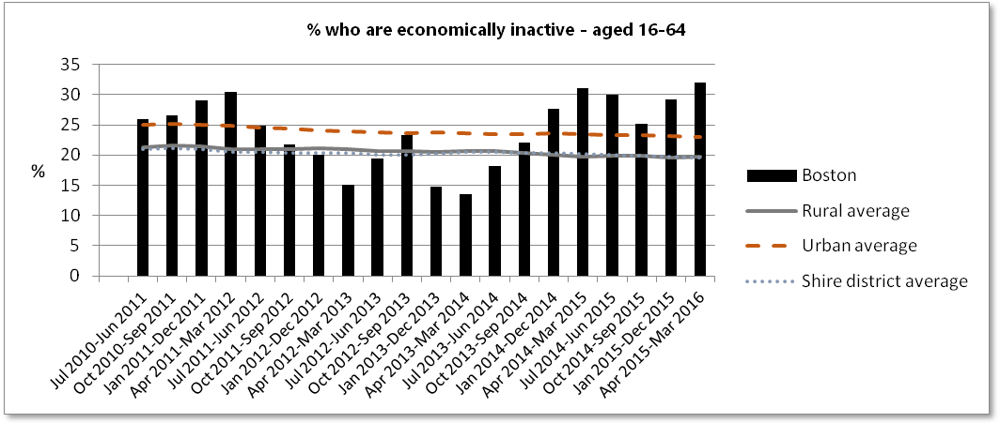 % who are economically inactive - aged 16-64
35
30
25
20
15
10
5
0
%
Jul 2010-Jun 2011
Oct 2010-Sep 2011
Jan 2011-Dec 2011
Apr 2011-Mar 2012
Jul 2011-Jun 2012
Oct 2011-Sep 2012
Jan 2012-Dec 2012
Apr 2012-Mar 2013
Jul 2012-Jun 2013
Oct 2012-Sep 2013
Jan 2013-Dec 2013
Apr 2013-Mar 2014
Jul 2013-Jun 2014
Oct 2013-Sep 2014
Jan 2014-Dec 2014
Apr 2014-Mar 2015
Jul 2014-Jun 2015
Oct 2014-Sep 2015
Jan 2015-Dec 2015
Apr 2015-Mar 2016
Boston
Rural average
Urban average
Shire district average